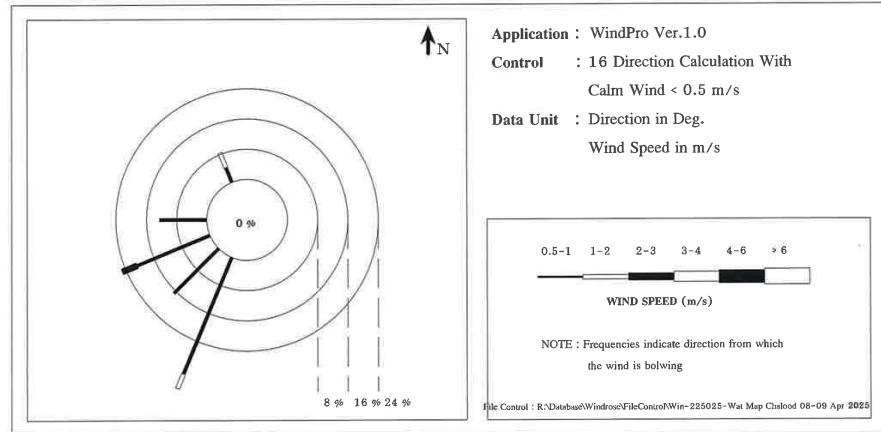 N
Application : WindPro Ver.1.0
Control : 16 Direction Calculation With
Calm Wind < 0.5 m/s
Data Unit : Direction in Deg.
Wind Speed in m/s
0 %
8 % 16 % 24 %
0.5-1 1-2 2-3 3-4 4-6 > 6
WIND SPEED (m/s)
NOTE : Frequencies indicate direction from which
the wind is bolwing
File Control : R:\Database\Windrose\FileControl\Win-225025-Wat Map Chalood 08-09 Apr 2025